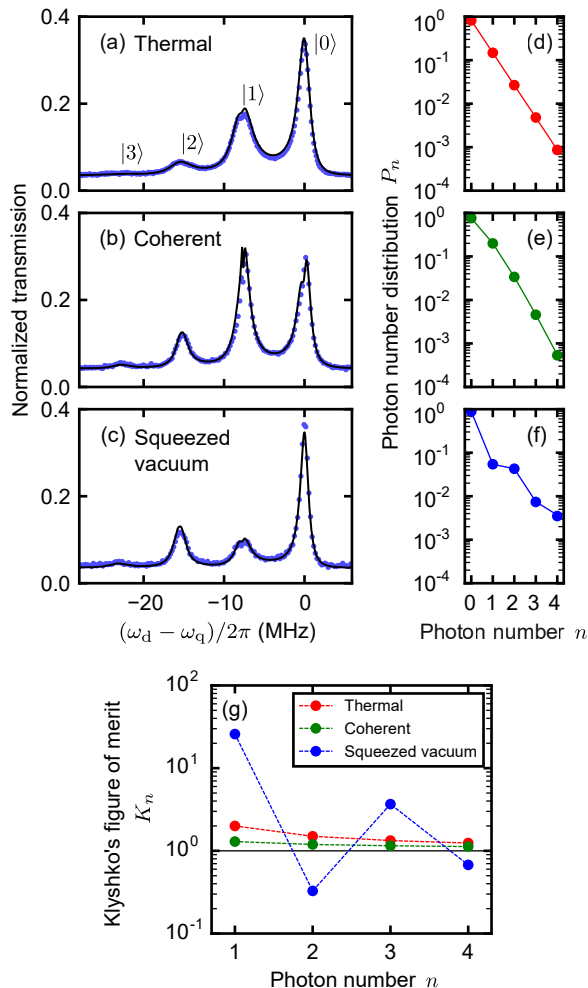 Normalized transmission
0.4
0.2
0.0
(a) Thermal
|3⟩
|2⟩
|1⟩
|0⟩
0.4
0.2
0.0
(b) Coherent
0.4
0.2
0.0
(c) Squeezed
vacuum
−20
−10
0
(ω_d − ω_q)/2π (MHz)
Photon number distribution P_n
10^0
10^-1
10^-2
10^-3
10^-4
(d)
10^0
10^-1
10^-2
10^-3
10^-4
(e)
10^0
10^-1
10^-2
10^-3
10^-4
(f)
0 1 2 3 4
Photon number n
Klyshko's figure of merit
K_n
10^2
10^1
10^0
10^-1
(g)
Thermal
Coherent
Squeezed vacuum
1 2 3 4
Photon number n